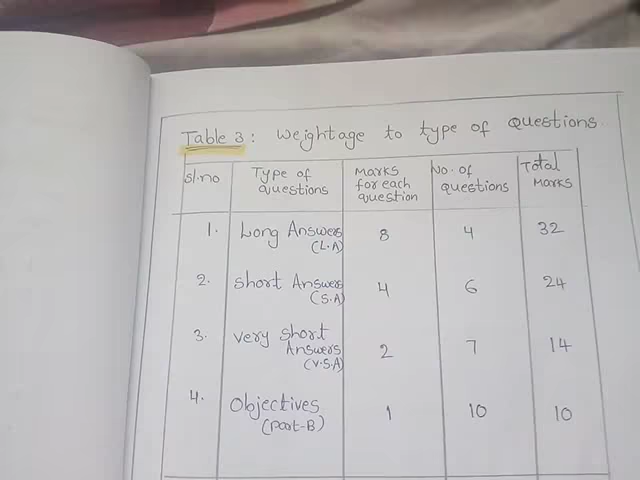 Table 3: Weightage to type of Questions.
Sl.no Type of questions Marks for each question No. of questions Total Marks
1. Long Answers (L.A) 8 4 32
2. short Answers (S.A) 4 6 24
3. very short Answers (V.S.A) 2 7 14
4. Objectives (Part-B) 1 10 10